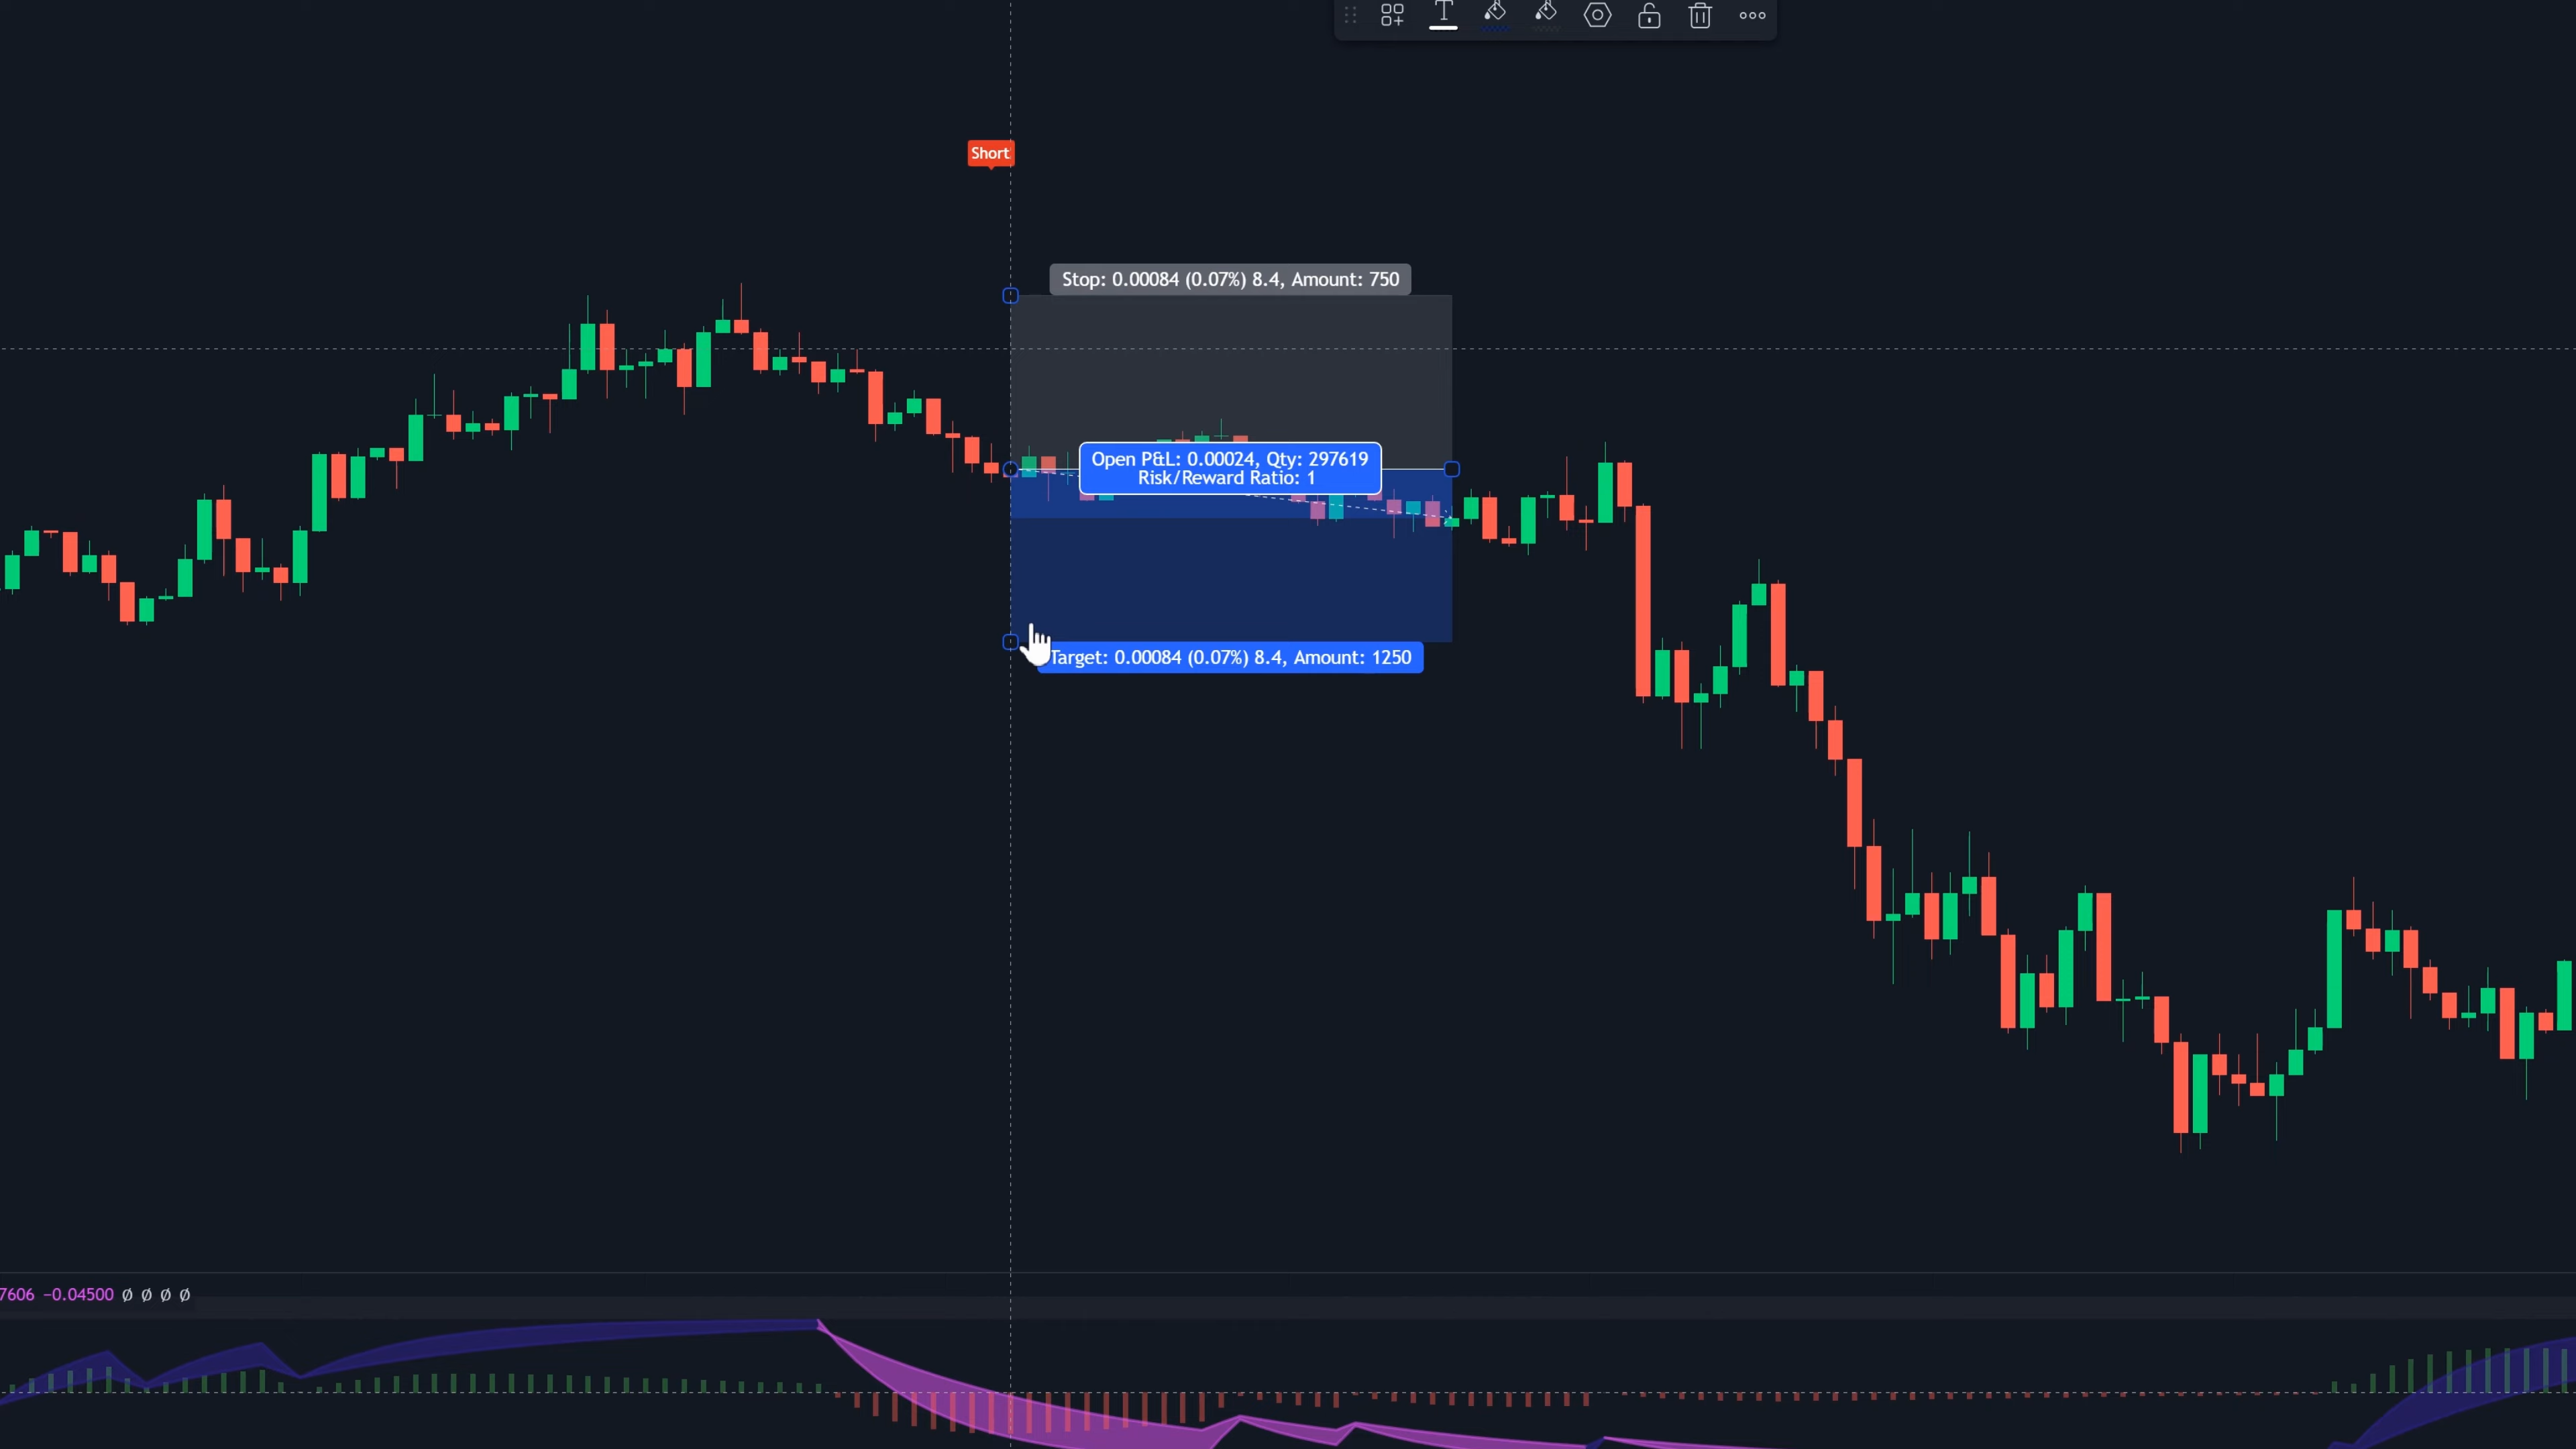 Short
Stop: 0.00084 (0.07%) 8.4, Amount: 750
Open P&L: 0.00024, Qty: 297619
Risk/Reward Ratio: 1
Target: 0.00084 (0.07%) 8.4, Amount: 1250
7606 −0.04500 Ø Ø Ø Ø